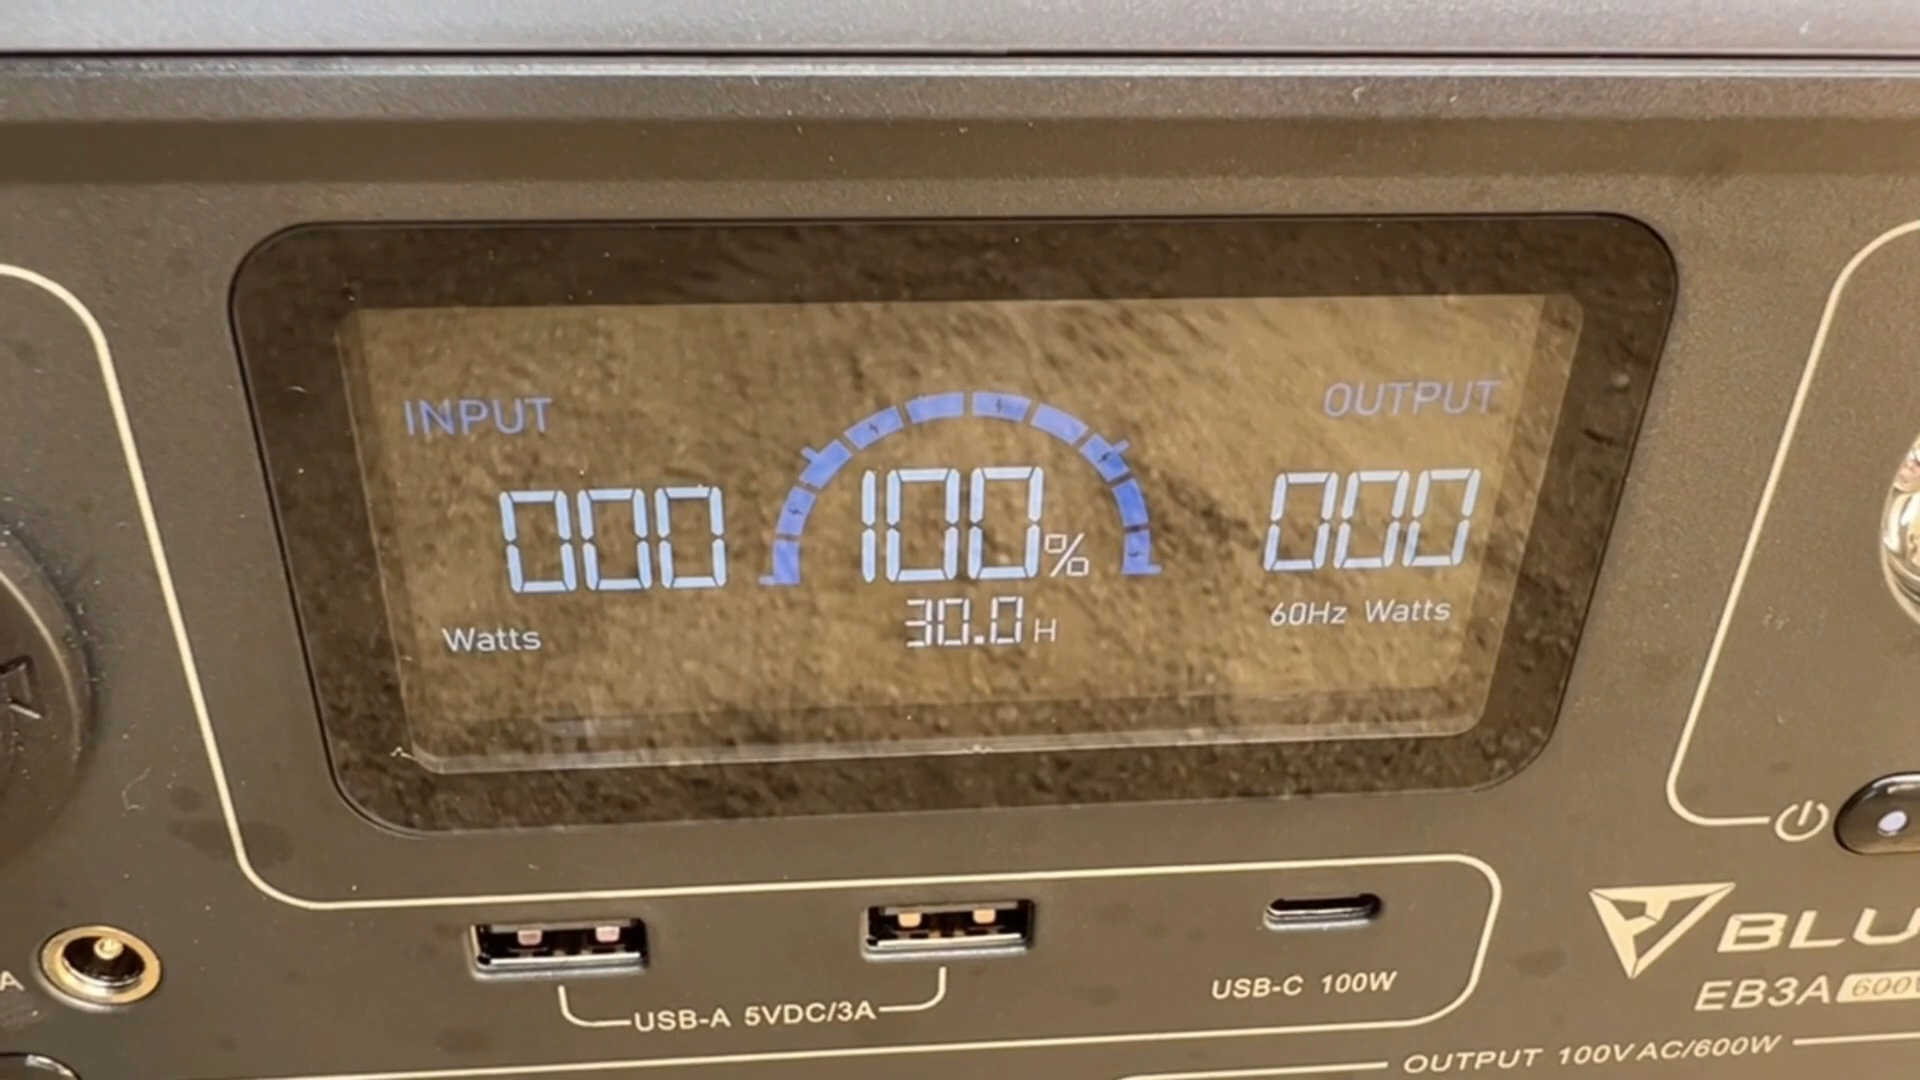 INPUT
OUTPUT
000
100%
000
Watts
30.0 H
60Hz Watts
A
USB-A 5VDC/3A
USB-C 100W
BLU
EB3A 600W
OUTPUT 100V AC/600W